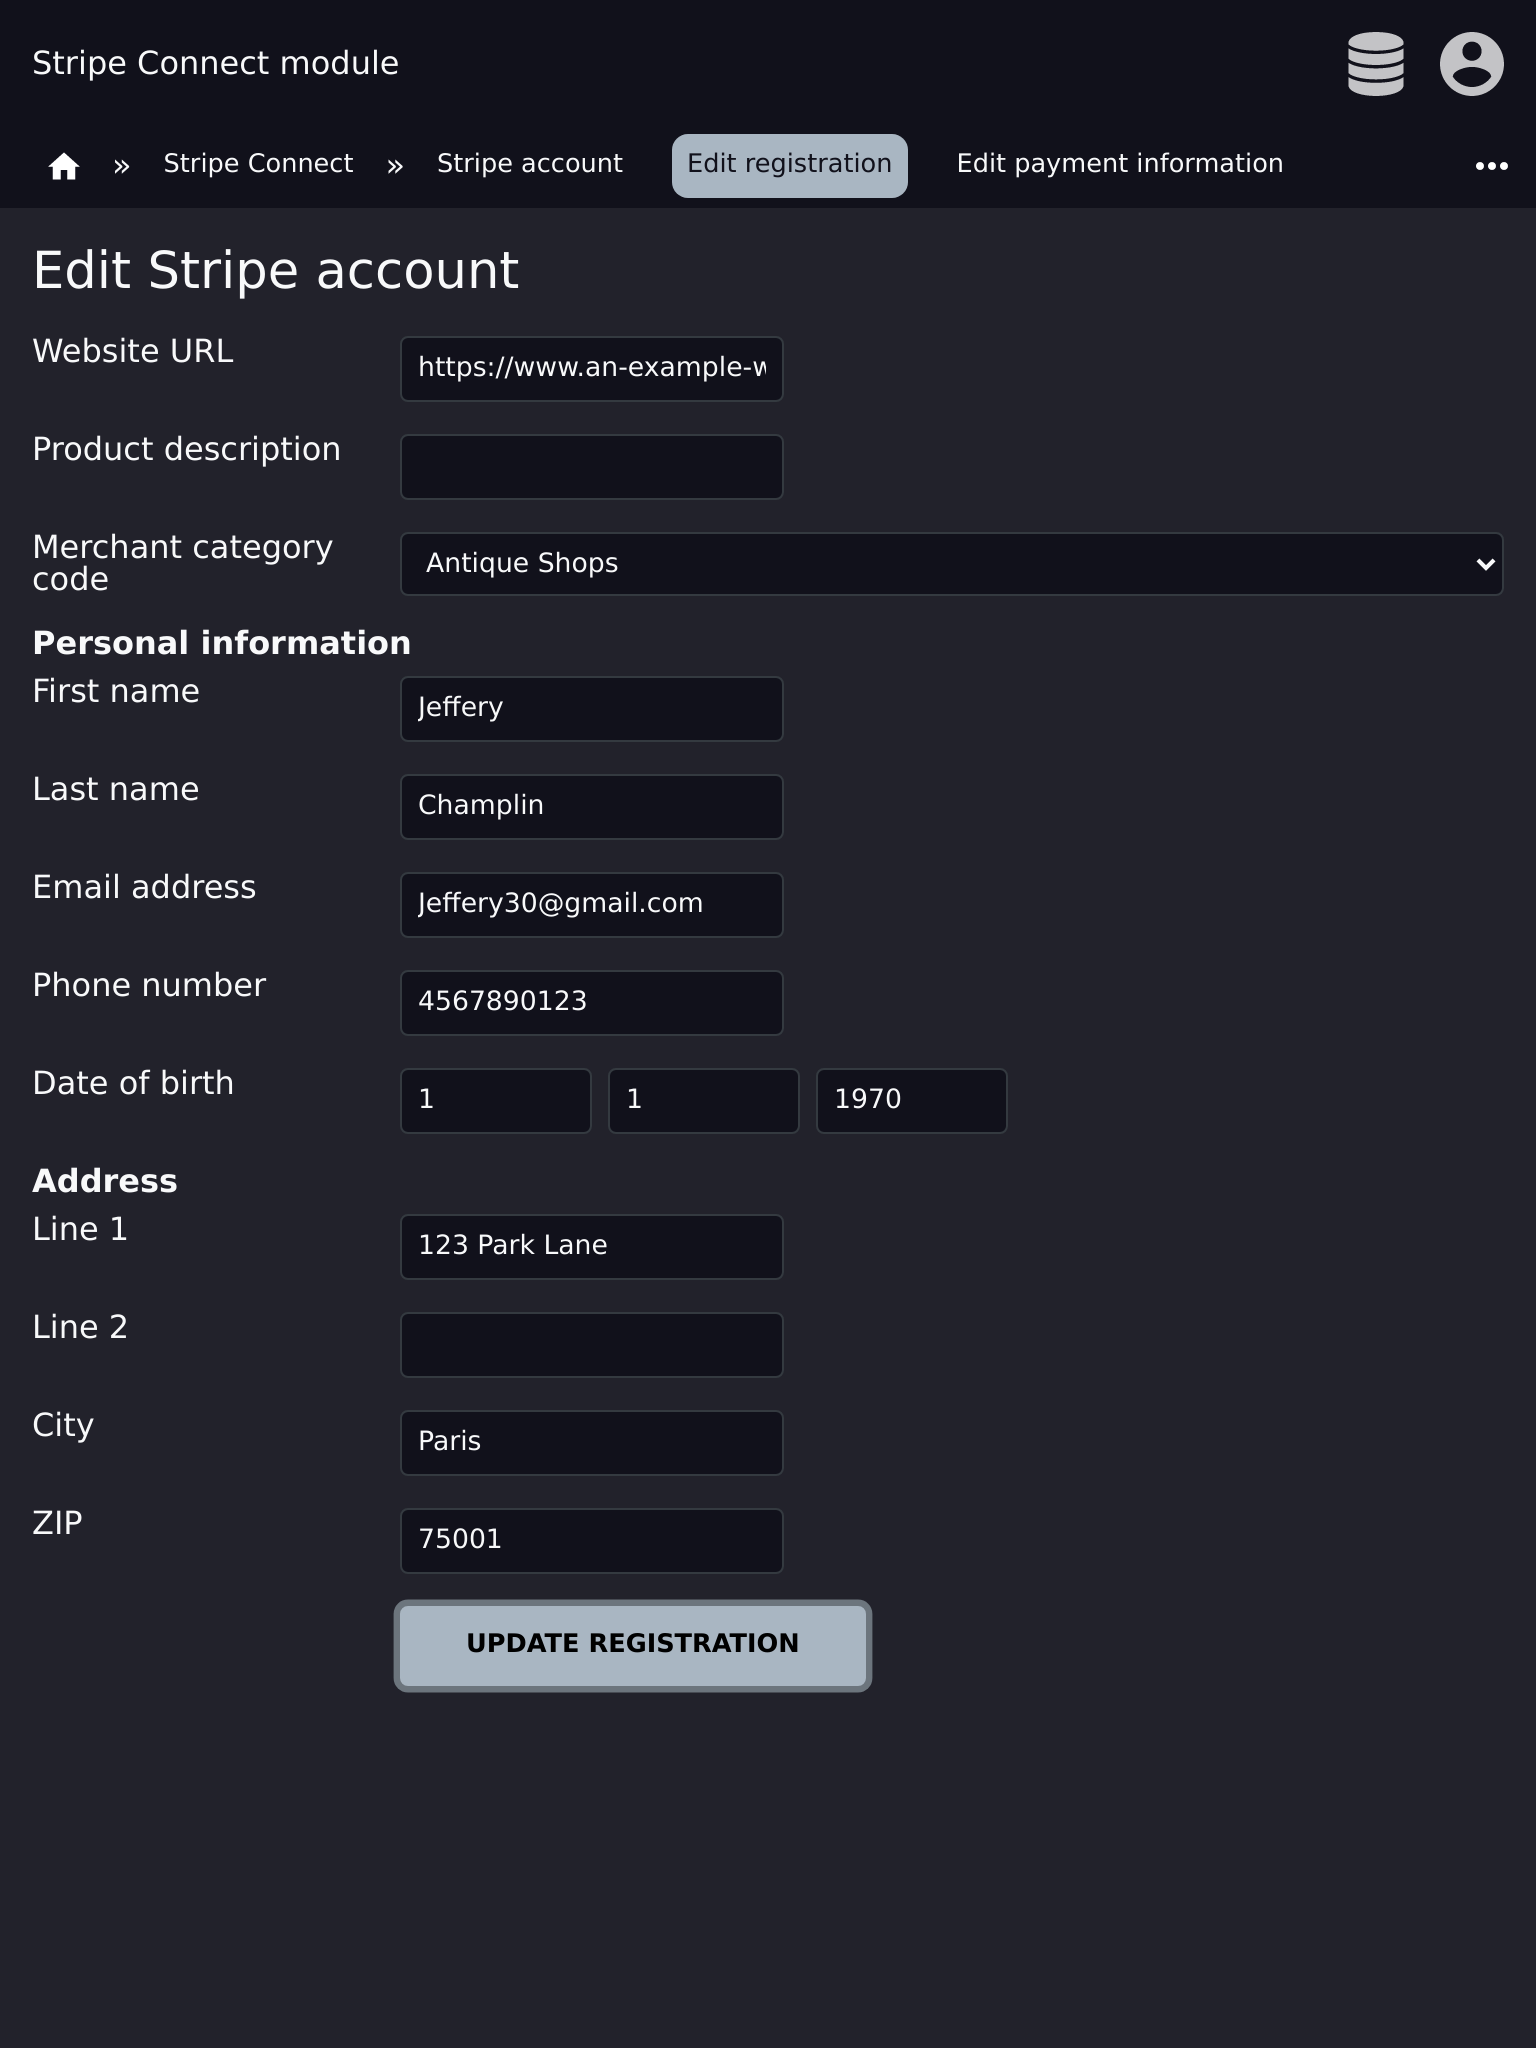 Stripe Connect module
» Stripe Connect » Stripe account Edit registration Edit payment information
Edit Stripe account
Website URL https://www.an-example-w
Product description
Merchant category
code
Antique Shops
Personal information
First name Jeffery
Last name Champlin
Email address Jeffery30@gmail.com
Phone number 4567890123
Date of birth 1 1 1970
Address
Line 1 123 Park Lane
Line 2
City Paris
ZIP 75001
UPDATE REGISTRATION